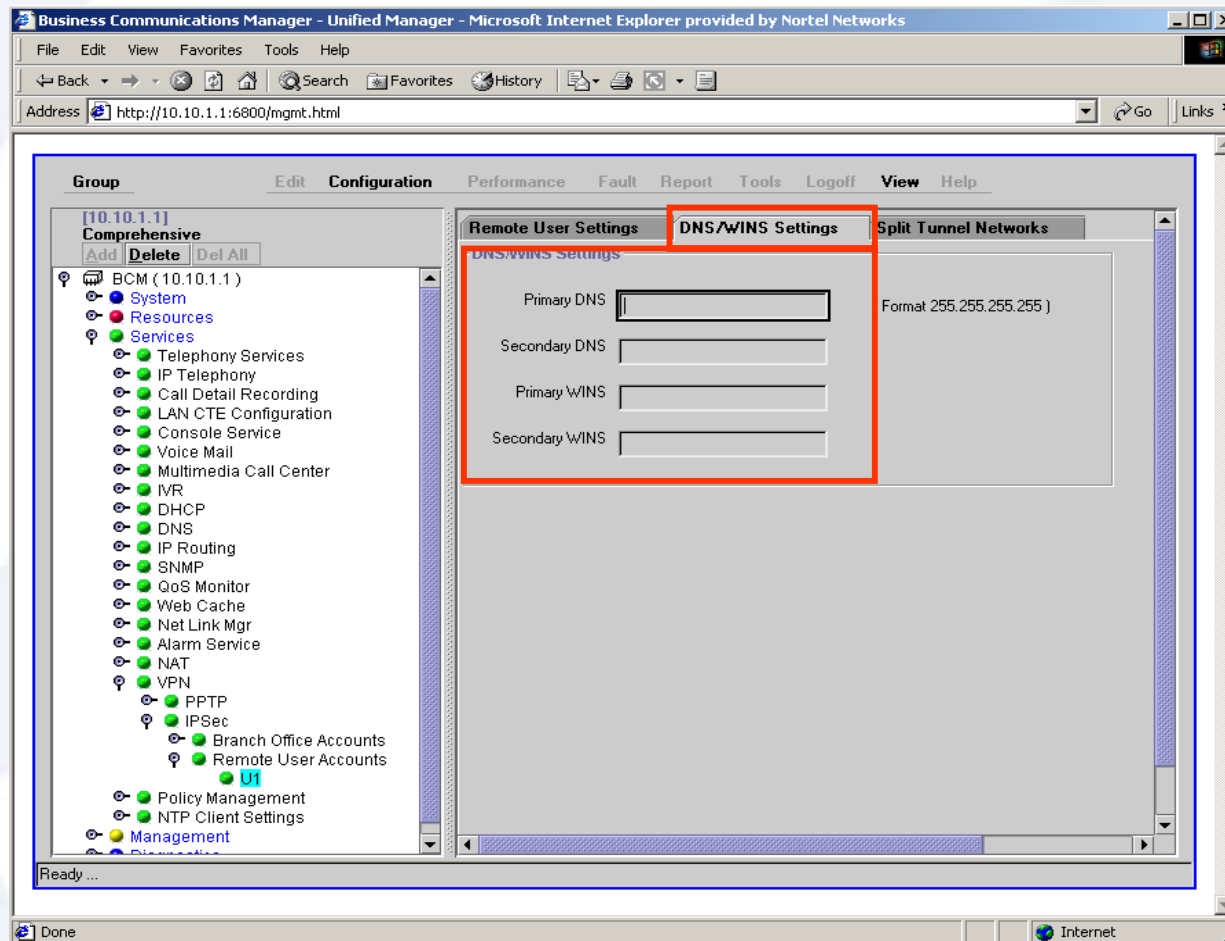 Business Communications Manager - Unified Manager - Microsoft Internet Explorer provided by Nortel Networks
File Edit View Favorites Tools Help
Back Search Favorites History
Address http://10.10.1.1:6800/mgmt.html Go Links
Group Edit Configuration Performance Fault Report Tools Logoff View Help
[10.10.1.1]
Comprehensive
Add Delete Del All
BCM ( 10.10.1.1 )
System
Resources
Services
Telephony Services
IP Telephony
Call Detail Recording
LAN CTE Configuration
Console Service
Voice Mail
Multimedia Call Center
IVR
DHCP
DNS
IP Routing
SNMP
QoS Monitor
Web Cache
Net Link Mgr
Alarm Service
NAT
VPN
PPTP
IPSec
Branch Office Accounts
Remote User Accounts
U1
Policy Management
NTP Client Settings
Management
Diagnostics
Remote User Settings DNS/WINS Settings Split Tunnel Networks
DNS/WINS Settings
Primary DNS Format 255.255.255.255 )
Secondary DNS
Primary WINS
Secondary WINS
Ready ...
Done Internet